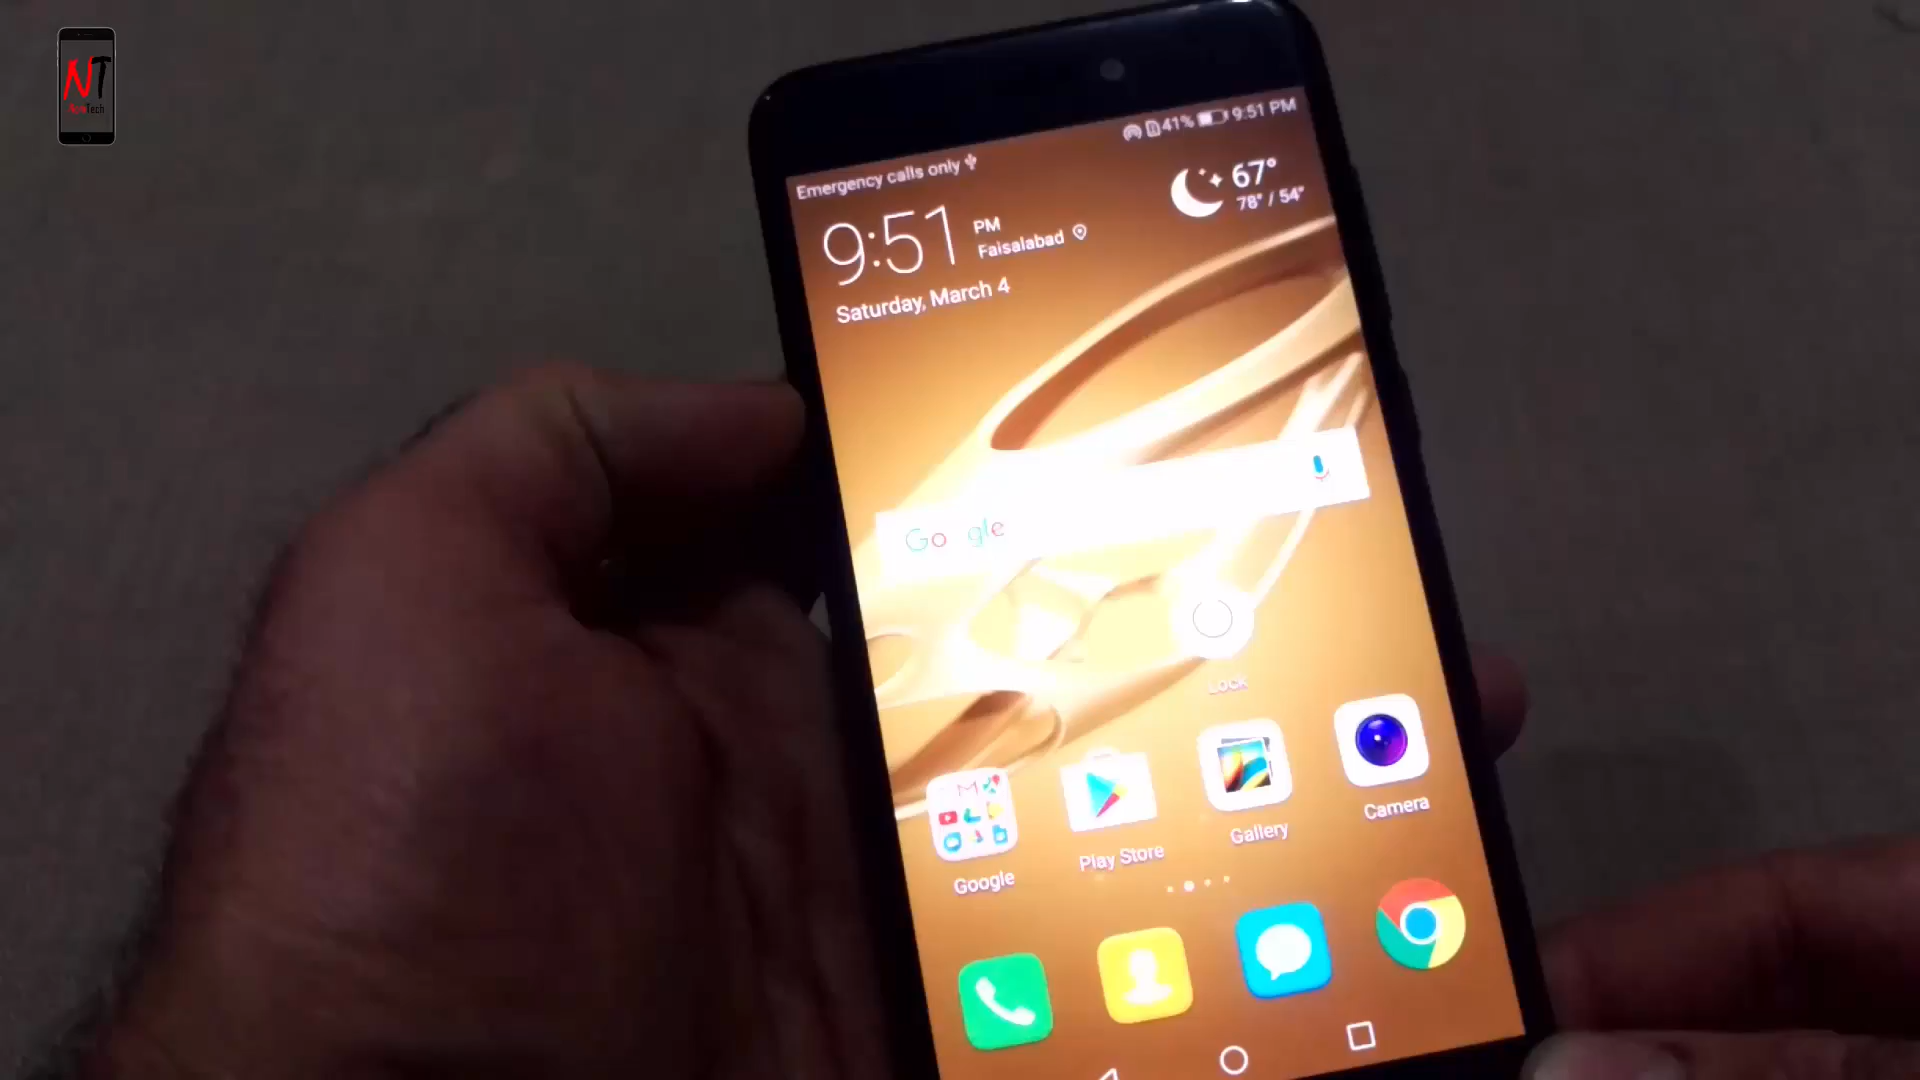 NT
Emergency calls only
41% 9:51 PM
9:51 PM
Faisalabad
67°
78° / 54°
Saturday, March 4
Google
Lock
Google
Play Store
Gallery
Camera